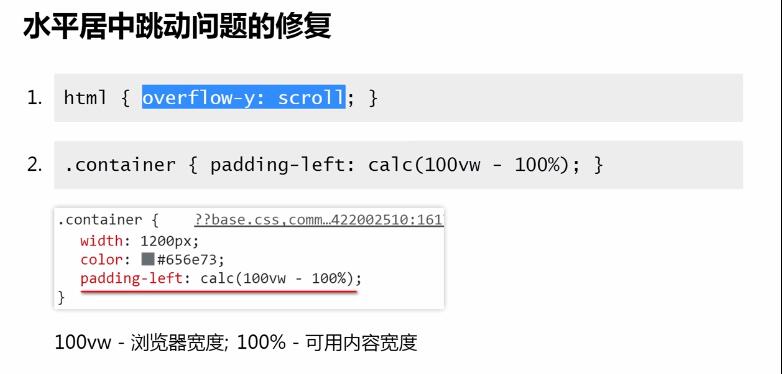 水平居中跳动问题的修复
1. html { overflow-y: scroll; }
2. .container { padding-left: calc(100vw - 100%); }
.container { ??base.css,comm…422002510:161
width: 1200px;
color: #656e73;
padding-left: calc(100vw - 100%);
}
100vw - 浏览器宽度; 100% - 可用内容宽度